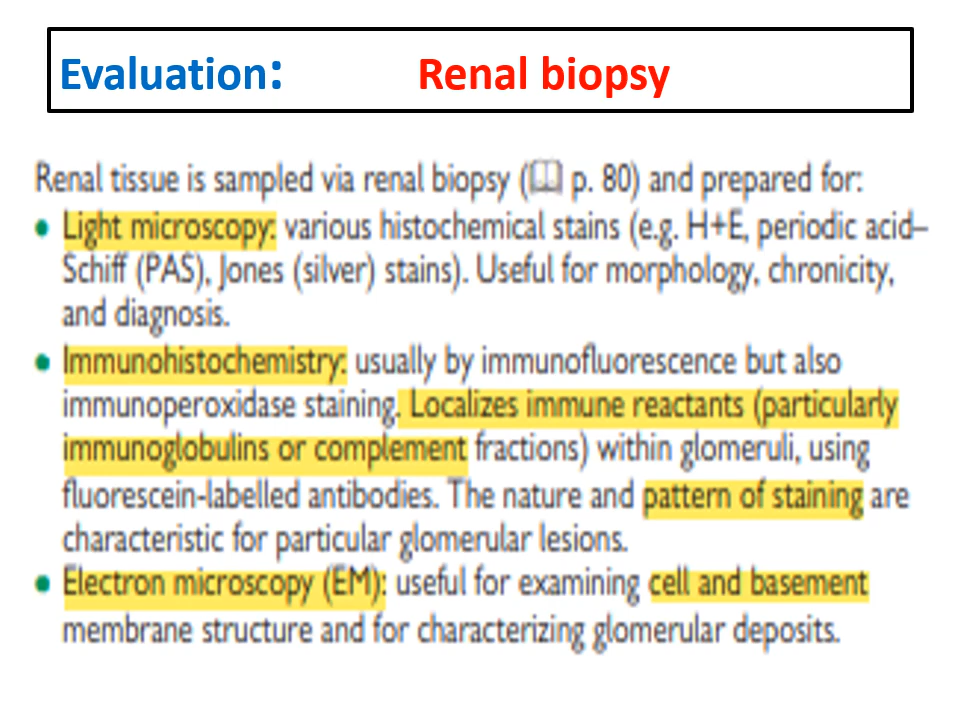 Evaluation: Renal biopsy
Renal tissue is sampled via renal biopsy (📖 p. 80) and prepared for:
• Light microscopy: various histochemical stains (e.g. H+E, periodic acid–
Schiff (PAS), Jones (silver) stains). Useful for morphology, chronicity,
and diagnosis.
• Immunohistochemistry: usually by immunofluorescence but also
immunoperoxidase staining. Localizes immune reactants (particularly
immunoglobulins or complement fractions) within glomeruli, using
fluorescein-labelled antibodies. The nature and pattern of staining are
characteristic for particular glomerular lesions.
• Electron microscopy (EM): useful for examining cell and basement
membrane structure and for characterizing glomerular deposits.